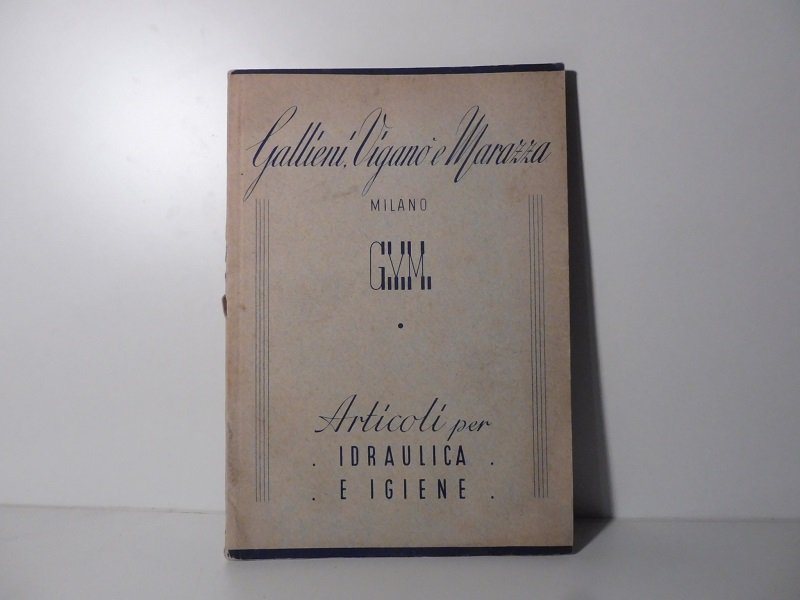 Gallieni, Viganò e Marazza
MILANO
G.V.M.
Articoli per
. IDRAULICA .
. E IGIENE .